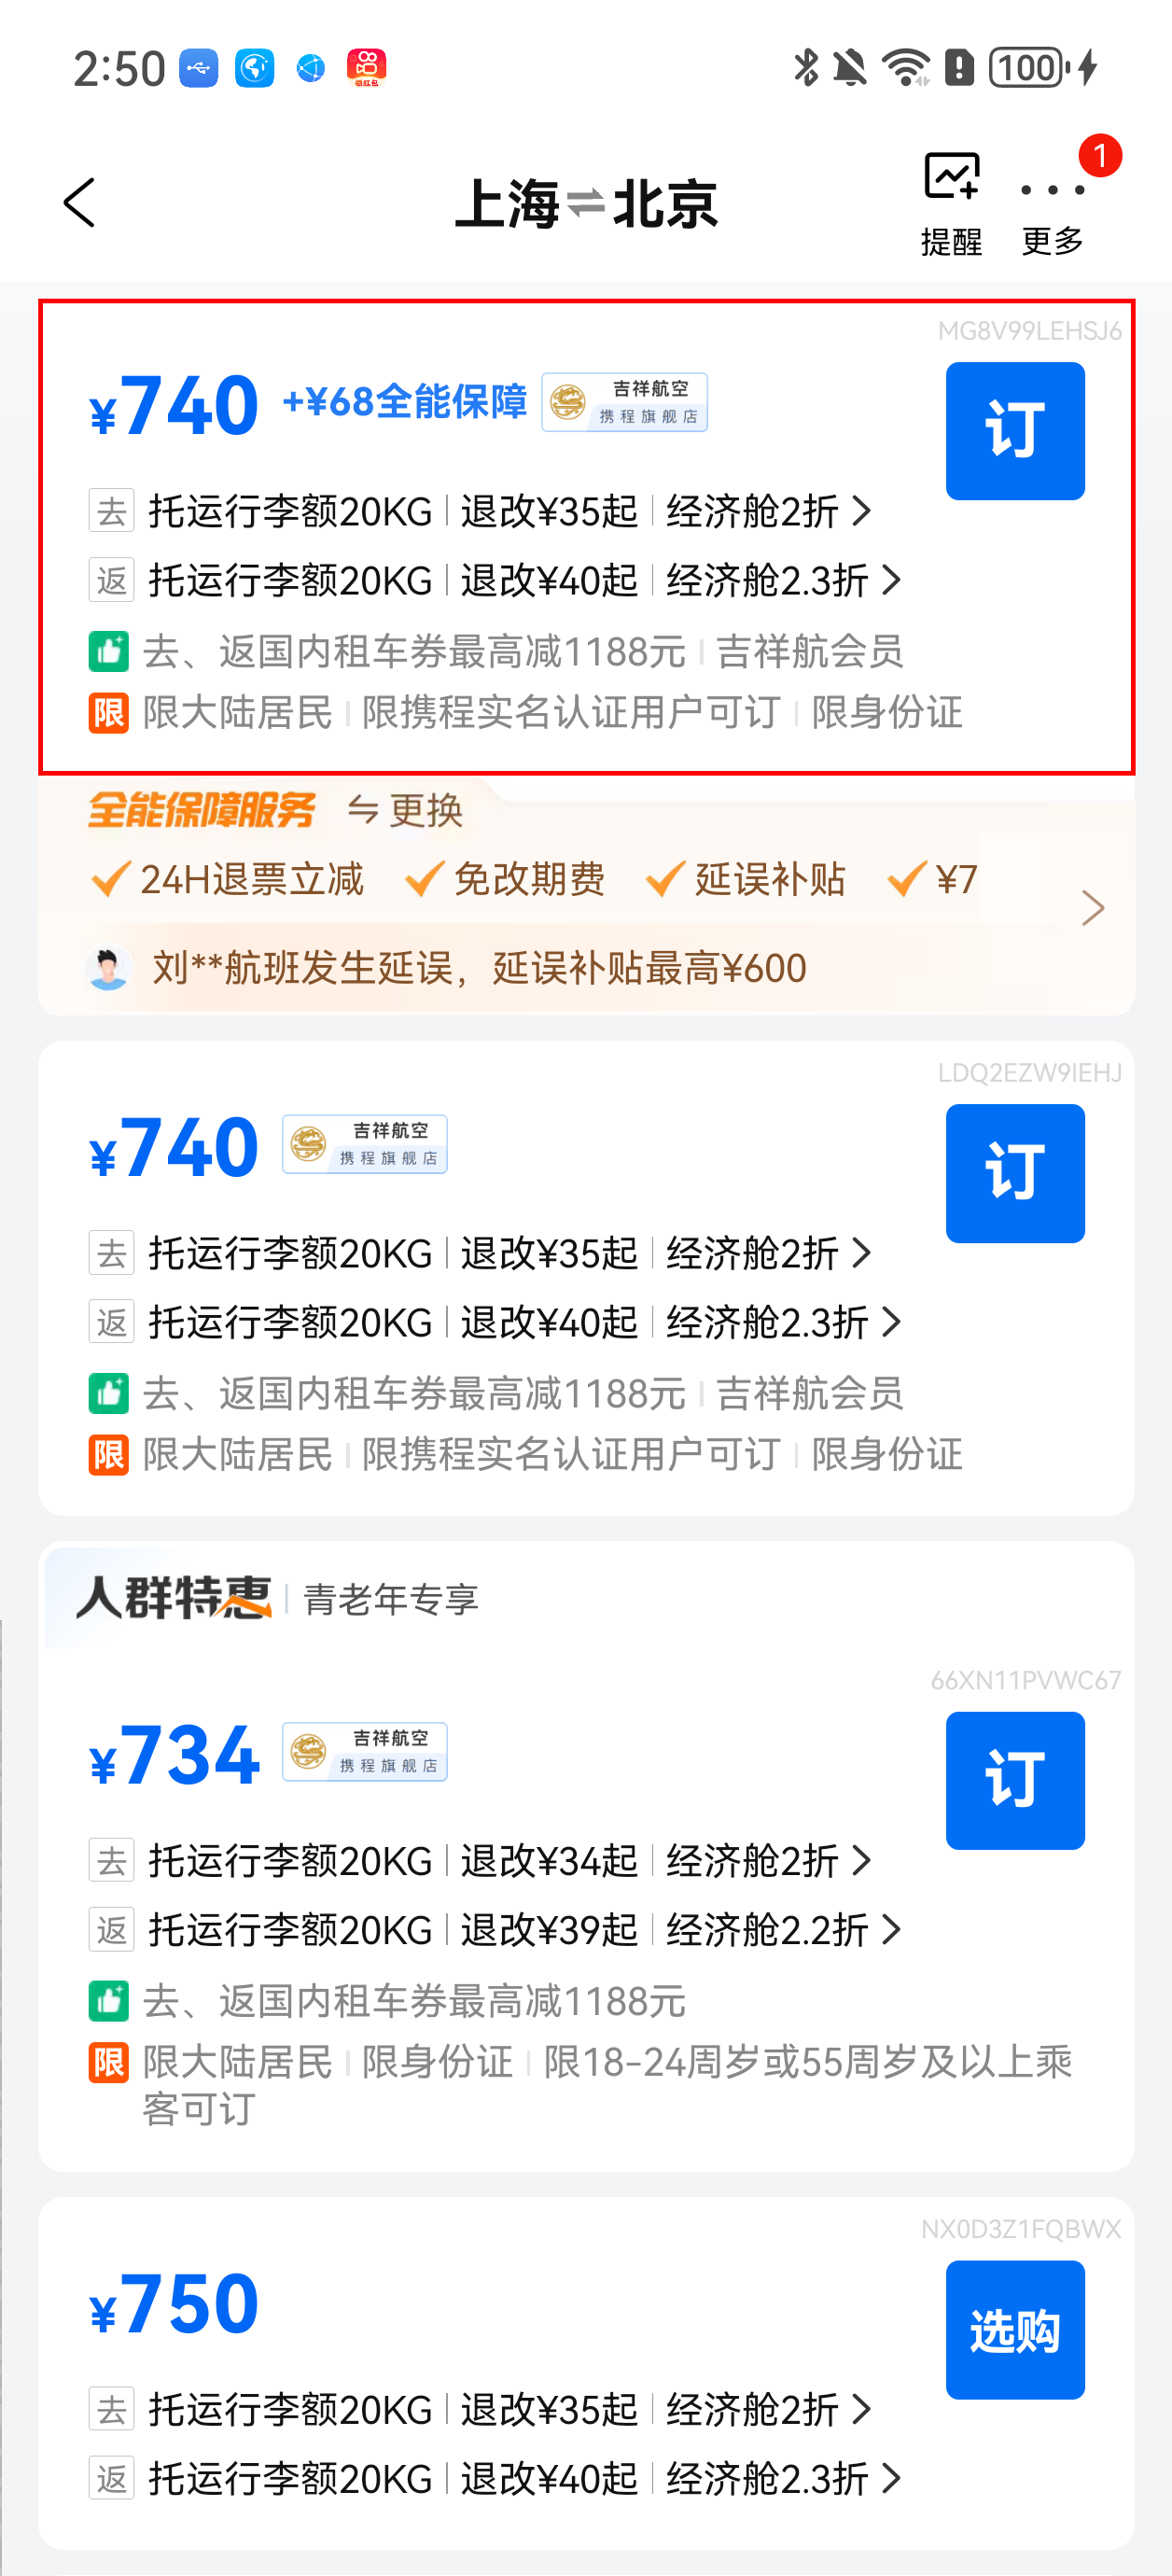 2:50
领红包
100
上海⇌北京
提醒
更多
1
MG8V99LEHSJ6
¥740 +¥68全能保障 吉祥航空 携程旗舰店
订
去 托运行李额20KG | 退改¥35起 | 经济舱2折 >
返 托运行李额20KG | 退改¥40起 | 经济舱2.3折 >
去、返国内租车券最高减1188元 | 吉祥航会员
限 限大陆居民 | 限携程实名认证用户可订 | 限身份证
全能保障服务 ⇋更换
24H退票立减 免改期费 延误补贴 ¥7
刘**航班发生延误，延误补贴最高¥600
LDQ2EZW9IEHJ
¥740 吉祥航空 携程旗舰店
订
去 托运行李额20KG | 退改¥35起 | 经济舱2折 >
返 托运行李额20KG | 退改¥40起 | 经济舱2.3折 >
去、返国内租车券最高减1188元 | 吉祥航会员
限 限大陆居民 | 限携程实名认证用户可订 | 限身份证
人群特惠 | 青老年专享
66XN11PVWC67
¥734 吉祥航空 携程旗舰店
订
去 托运行李额20KG | 退改¥34起 | 经济舱2折 >
返 托运行李额20KG | 退改¥39起 | 经济舱2.2折 >
去、返国内租车券最高减1188元
限 限大陆居民 | 限身份证 | 限18-24周岁或55周岁及以上乘
客可订
NX0D3Z1FQBWX
¥750
选购
去 托运行李额20KG | 退改¥35起 | 经济舱2折 >
返 托运行李额20KG | 退改¥40起 | 经济舱2.3折 >